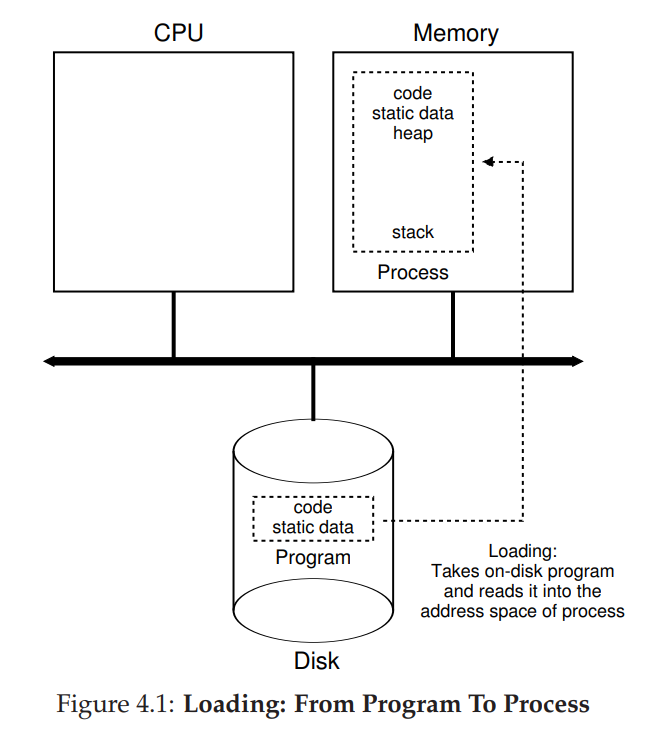 CPU
Memory
code
static data
heap
stack
Process
code
static data
Program
Loading:
Takes on-disk program
and reads it into the
address space of process
Disk
Figure 4.1: Loading: From Program To Process